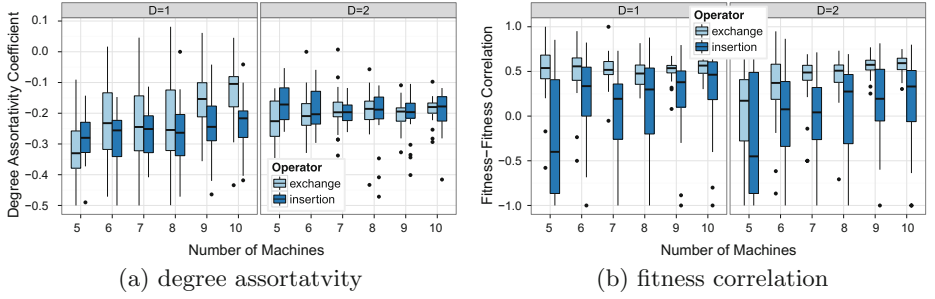 D=1
D=2
0.1
0.0
−0.1
−0.2
−0.3
−0.4
−0.5
Degree Assortativity Coefficient
Operator
exchange
insertion
5 6 7 8 9 10
5 6 7 8 9 10
Number of Machines
(a) degree assortatvity
D=1
D=2
1.0
0.5
0.0
−0.5
−1.0
Fitness−Fitness Correlation
Operator
exchange
insertion
5 6 7 8 9 10
5 6 7 8 9 10
Number of Machines
(b) fitness correlation